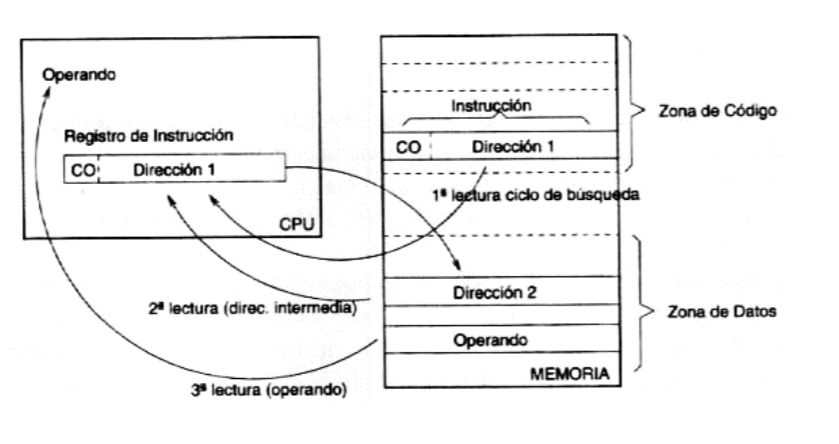 Operando
Registro de Instrucción
CO
Dirección 1
CPU
Instrucción
CO
Dirección 1
Zona de Código
1ª lectura ciclo de búsqueda
Dirección 2
Zona de Datos
2ª lectura (direc. intermedia)
Operando
MEMORIA
3ª lectura (operando)